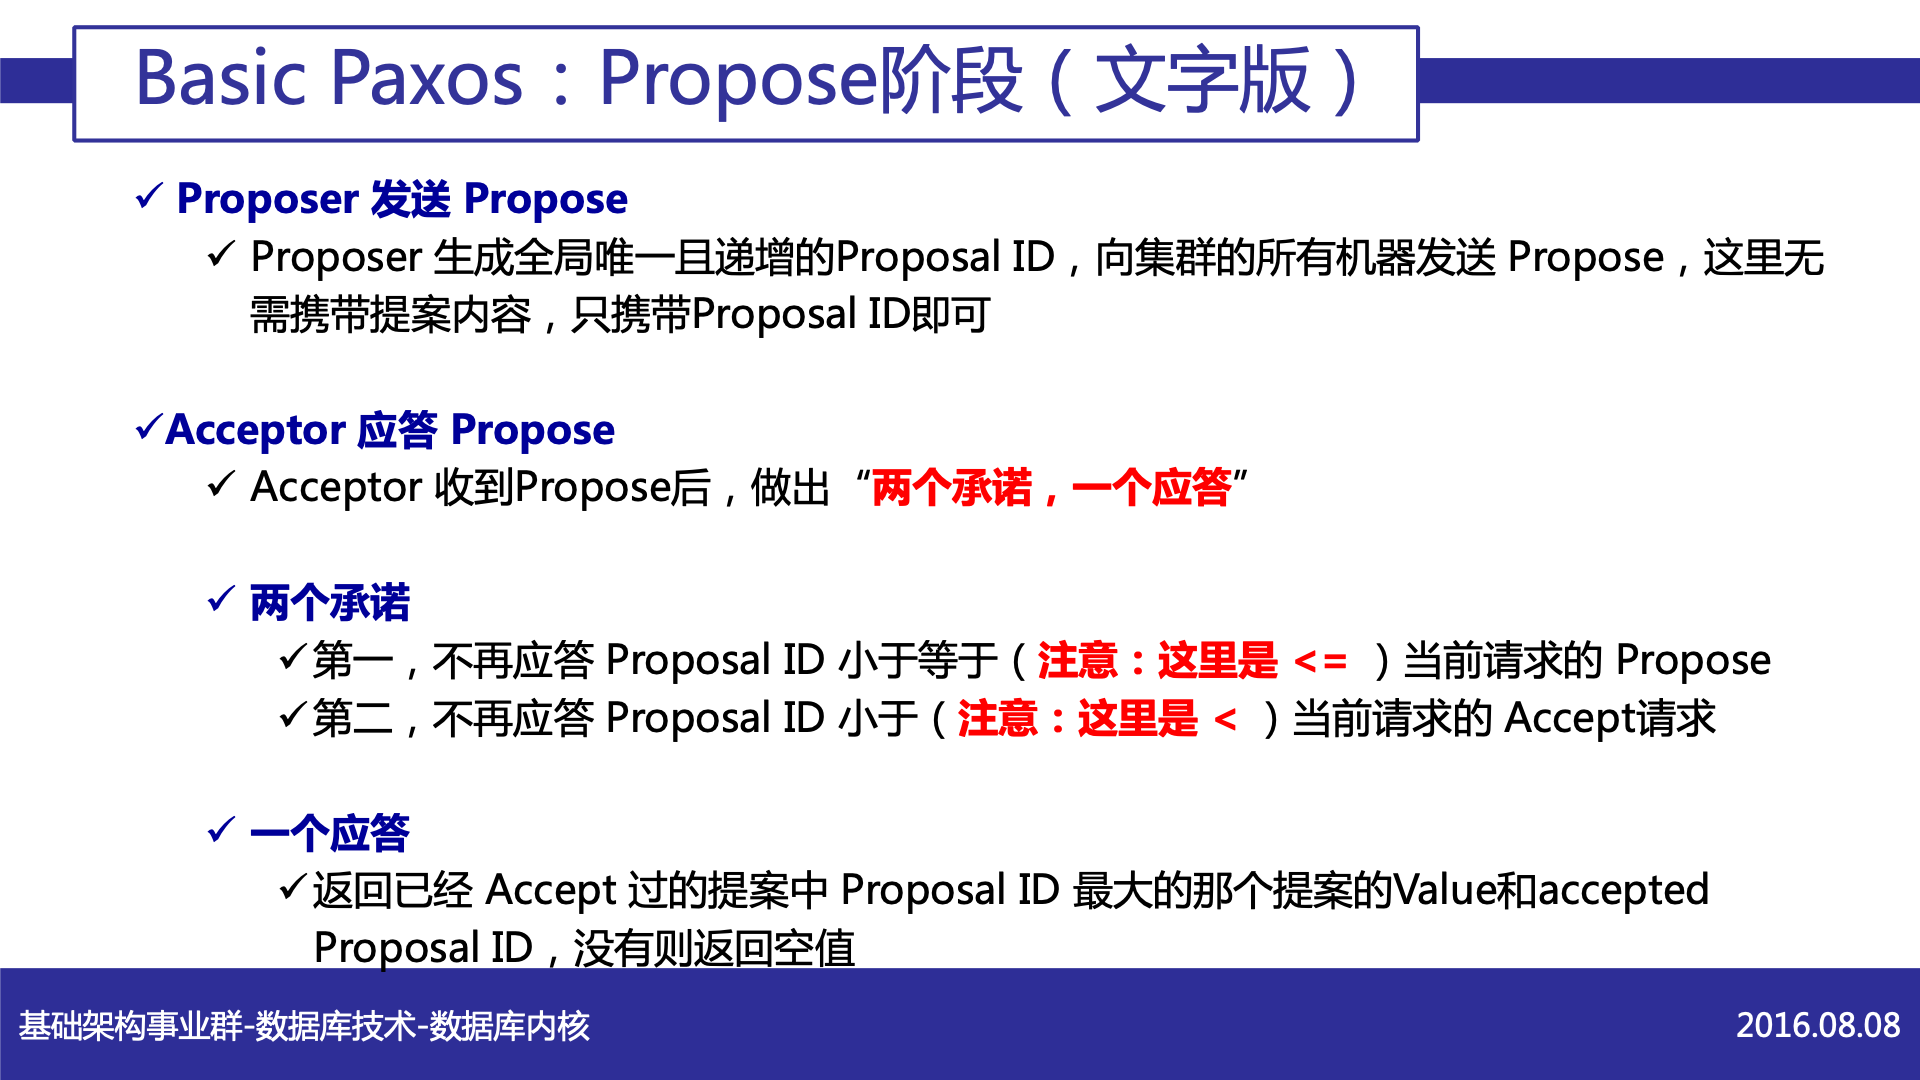 Basic Paxos：Propose阶段（文字版）
✓ Proposer 发送 Propose
✓ Proposer 生成全局唯一且递增的Proposal ID，向集群的所有机器发送 Propose，这里无
需携带提案内容，只携带Proposal ID即可
✓Acceptor 应答 Propose
✓ Acceptor 收到Propose后，做出“两个承诺，一个应答”
✓ 两个承诺
✓第一，不再应答 Proposal ID 小于等于（注意：这里是 <= ）当前请求的 Propose
✓第二，不再应答 Proposal ID 小于（注意：这里是 < ）当前请求的 Accept请求
✓ 一个应答
✓返回已经 Accept 过的提案中 Proposal ID 最大的那个提案的Value和accepted
Proposal ID，没有则返回空值
基础架构事业群-数据库技术-数据库内核
2016.08.08